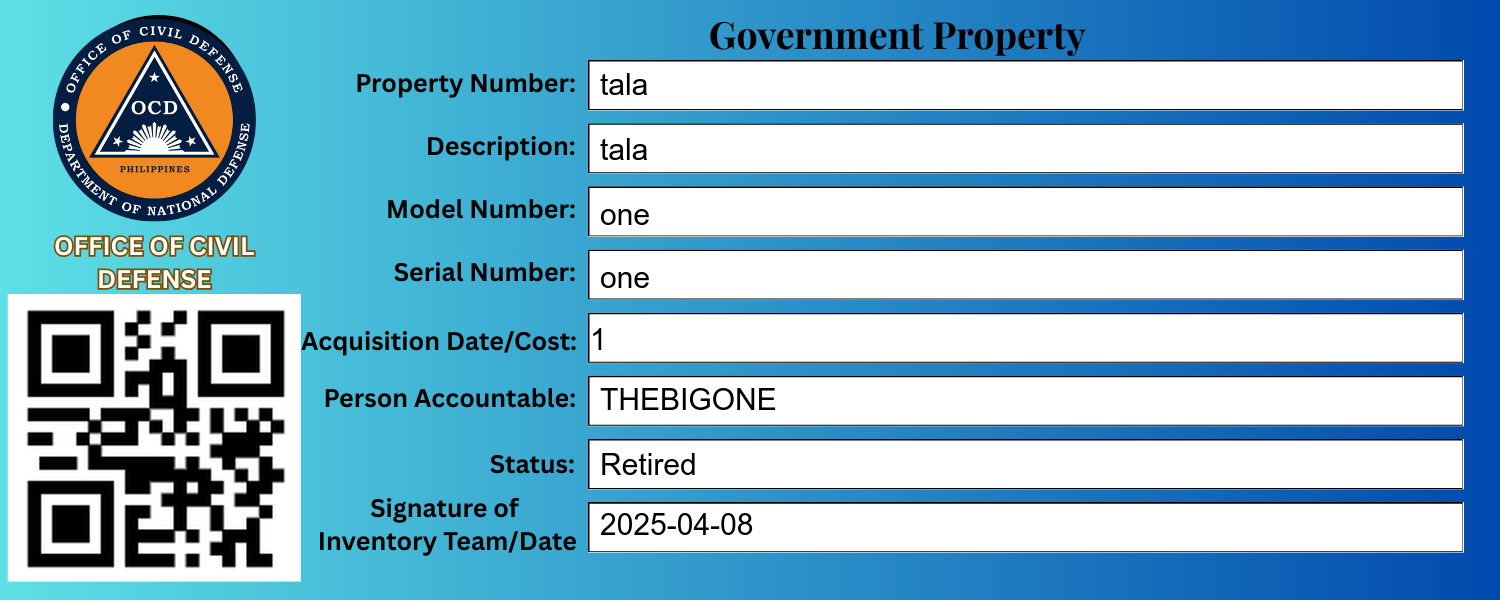 OFFICE OF CIVIL DEFENSE
OCD
PHILIPPINES
DEPARTMENT OF NATIONAL DEFENSE
OFFICE OF CIVIL
DEFENSE
Government Property
Property Number: tala
Description: tala
Model Number: one
Serial Number: one
Acquisition Date/Cost: 1
Person Accountable: THEBIGONE
Status: Retired
Signature of
Inventory Team/Date 2025-04-08